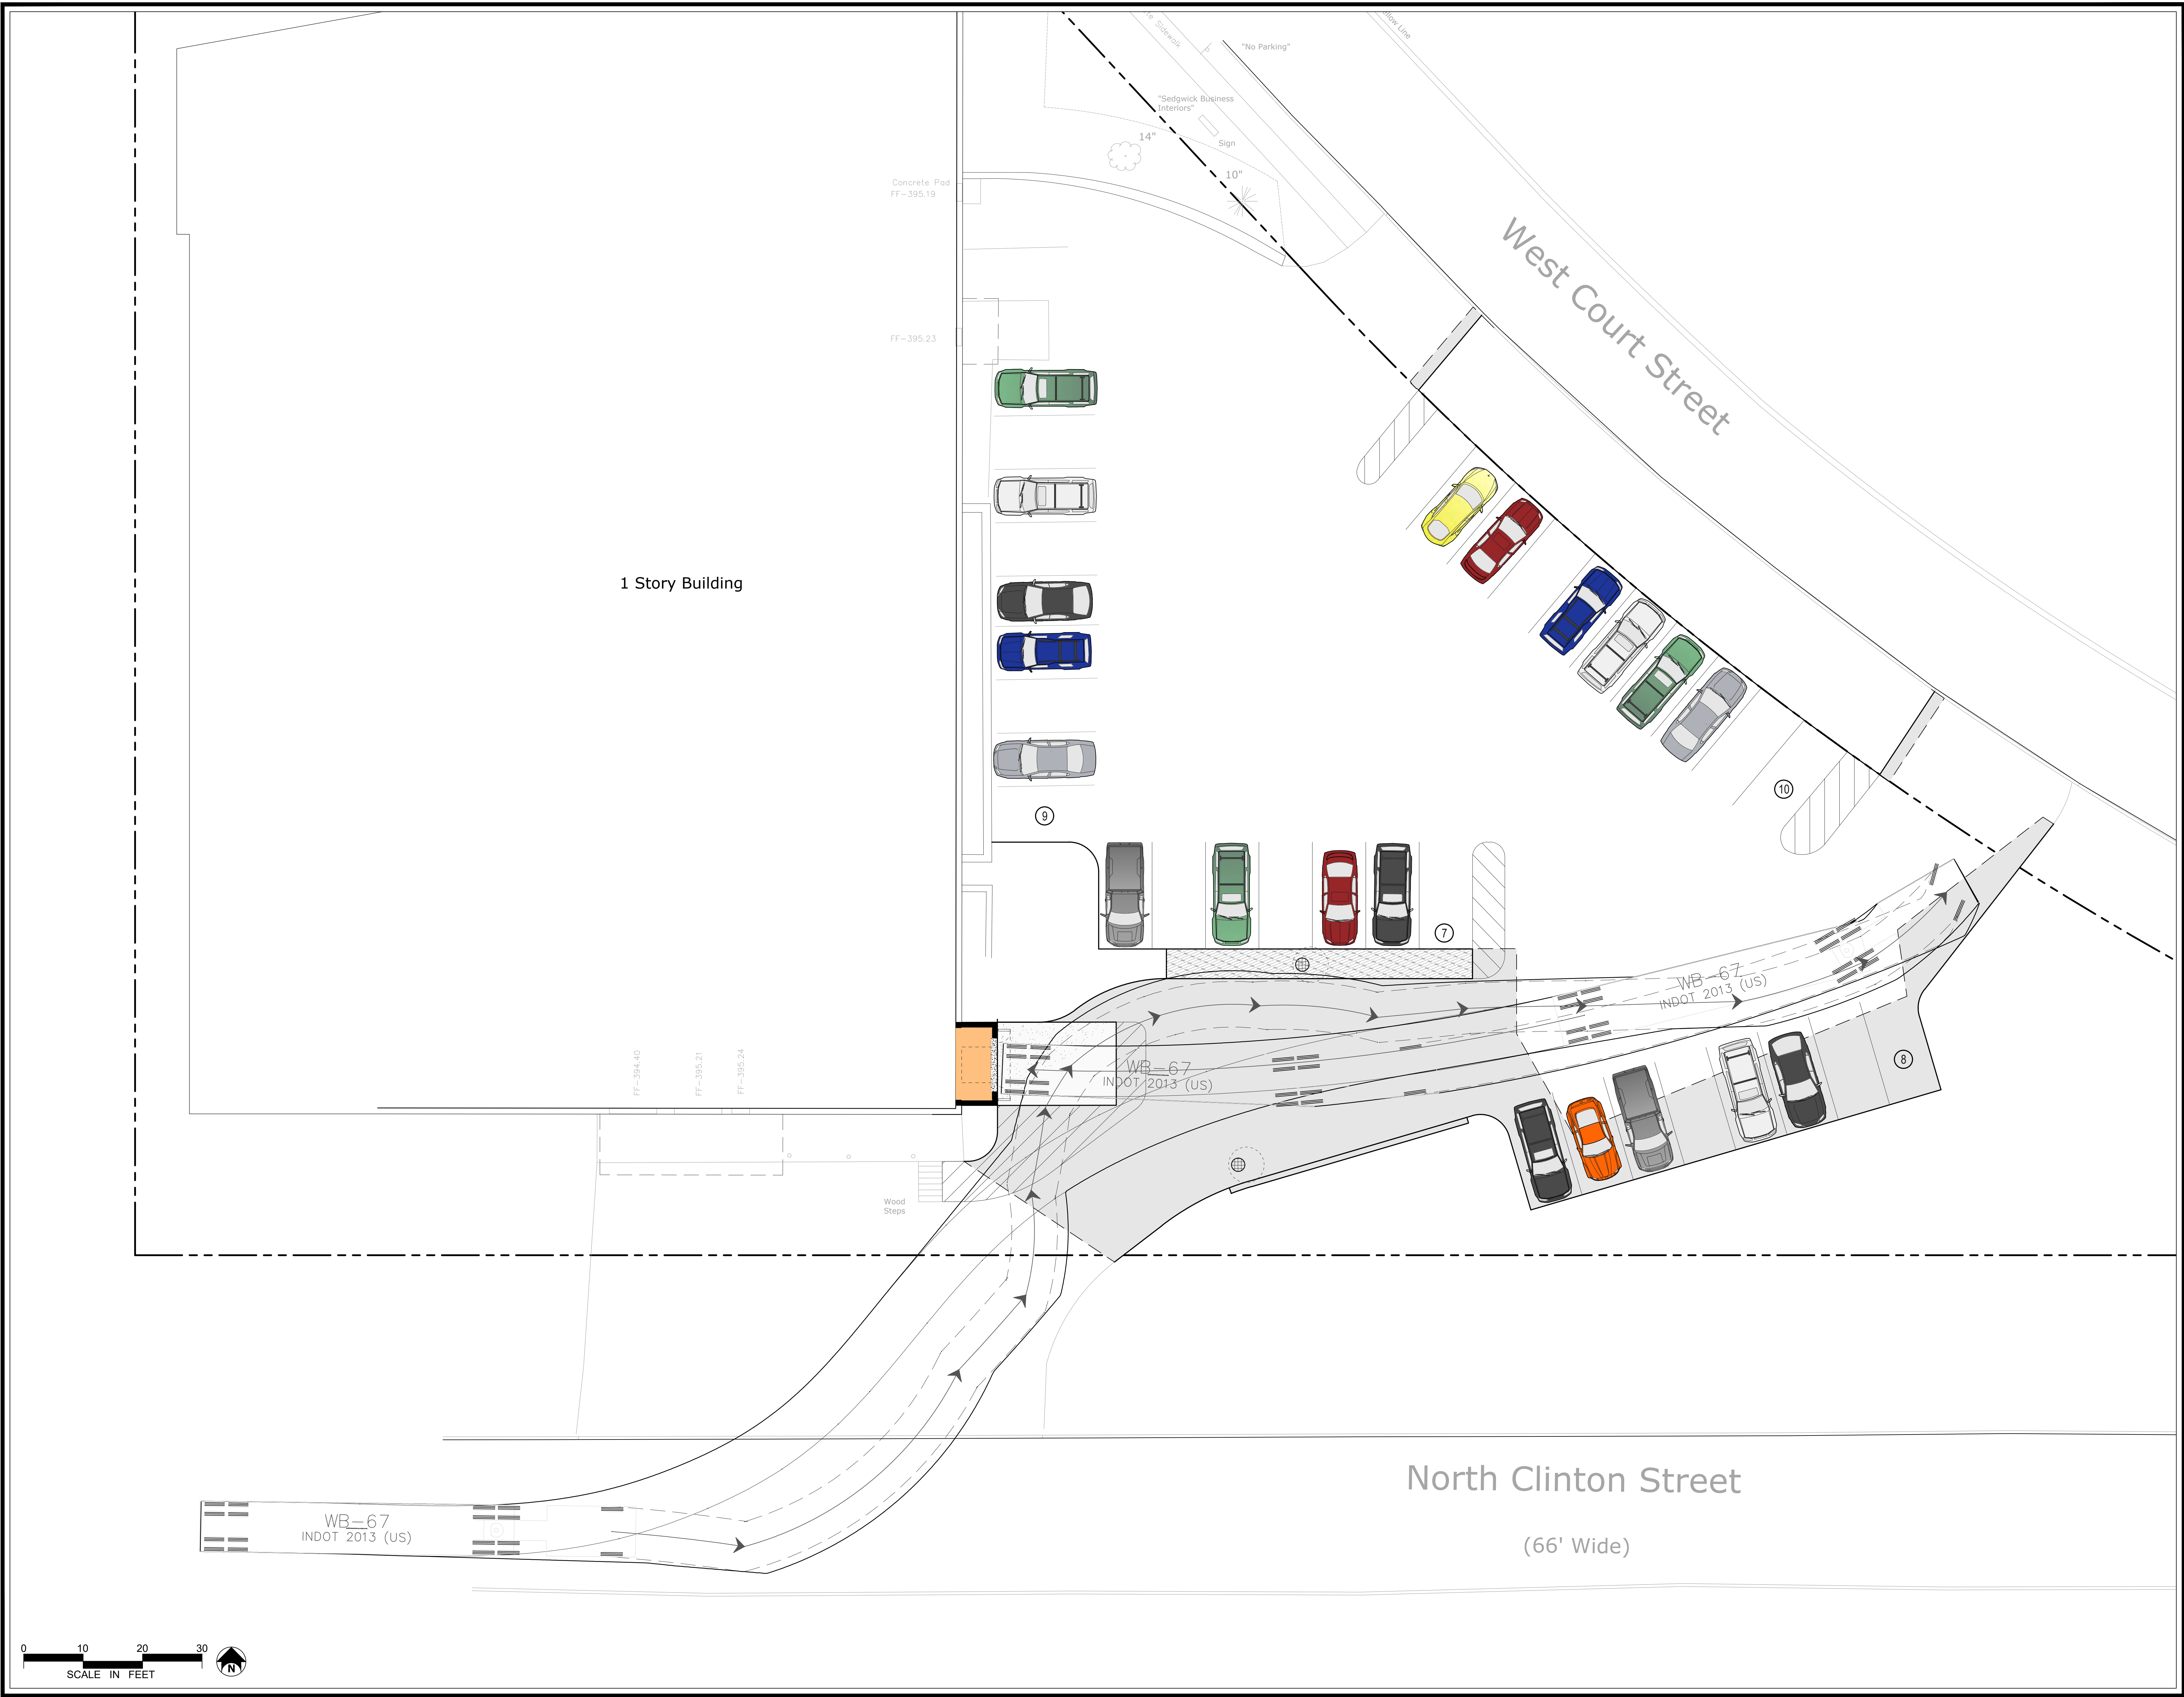 "No Parking"
Sidewalk
"Sedgwick Business
Interiors"
14"
Sign
10"
Concrete Pad
FF-395.19
West Court Street
FF-395.23
1 Story Building
10
9
7
WB-67
INDOT 2013 (US)
8
WB-67
INDOT 2013 (US)
FF-394.40
FF-395.21
FF-395.24
Wood
Steps
North Clinton Street
(66' Wide)
WB-67
INDOT 2013 (US)
0 10 20 30
SCALE IN FEET
N